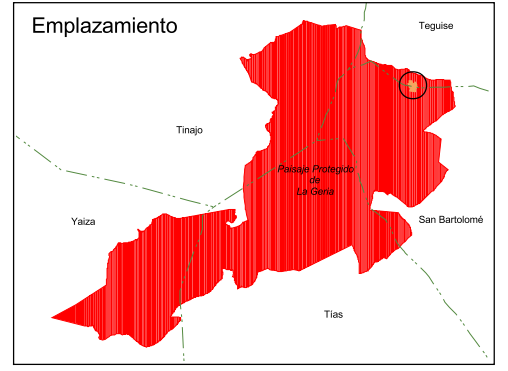 Emplazamiento
Teguise
Tinajo
Paisaje Protegido
de
La Geria
Yaiza
San Bartolomé
Tías